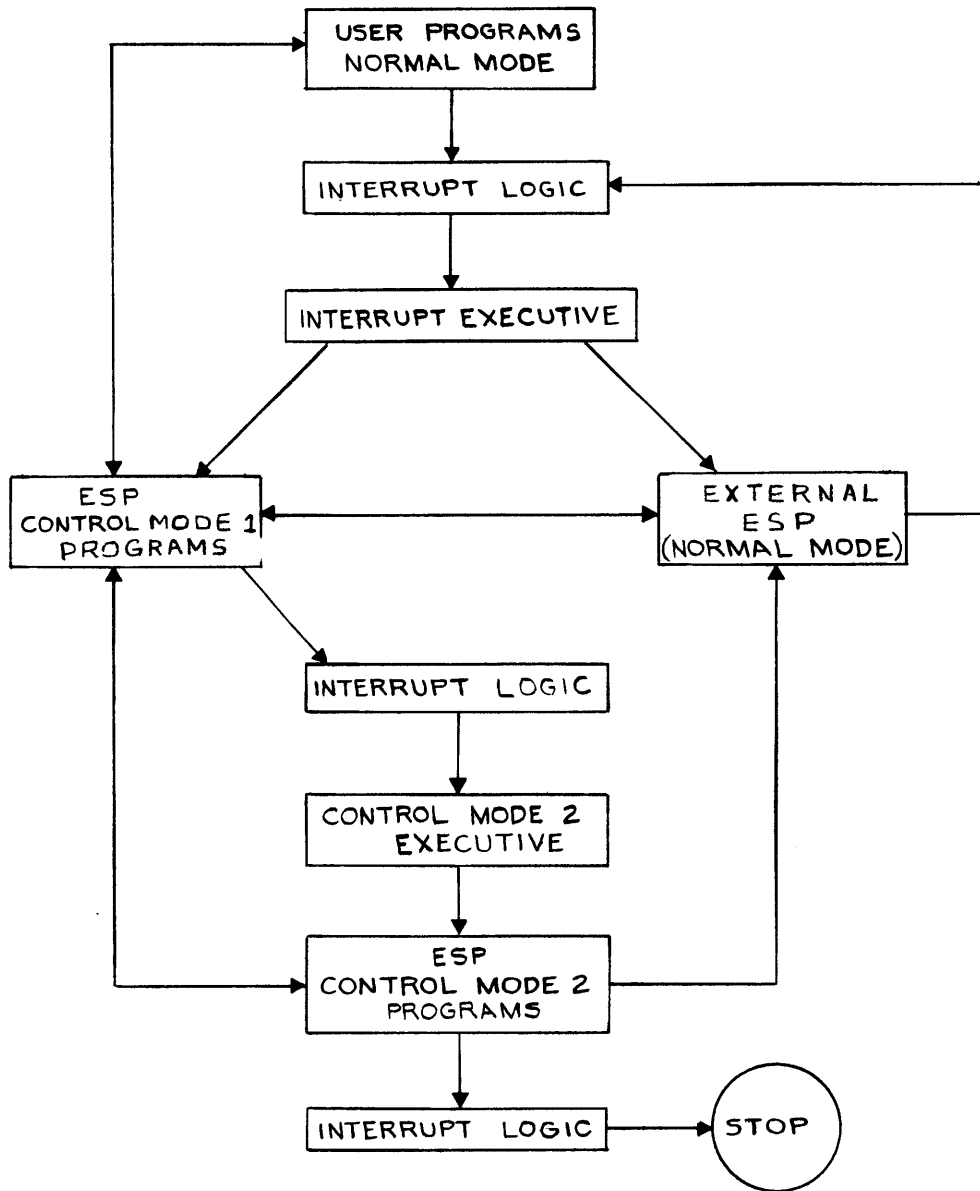 USER PROGRAMS
NORMAL MODE
INTERRUPT LOGIC
INTERRUPT EXECUTIVE
ESP
CONTROL MODE 1
PROGRAMS
EXTERNAL
ESP
(NORMAL MODE)
INTERRUPT LOGIC
CONTROL MODE 2
EXECUTIVE
ESP
CONTROL MODE 2
PROGRAMS
INTERRUPT LOGIC
STOP